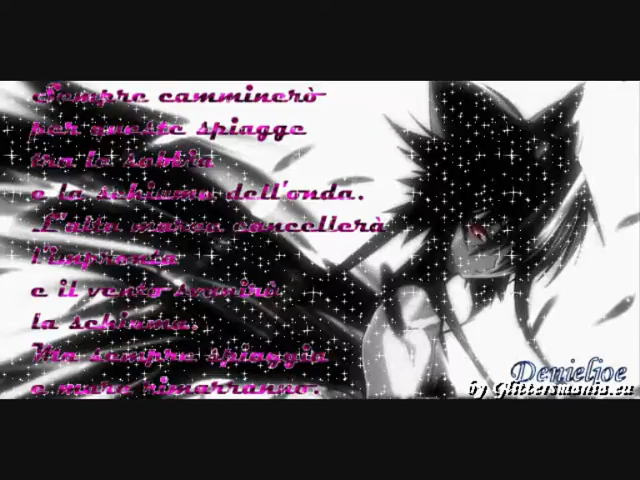 Sempre camminerò
per queste spiagge
tra la sabbia
e la schiuma dell'onda.
L'alta marea cancellerà
l'impronta
e il vento svanirà
la schiuma.
Ma sempre spiaggia
e mare rimarranno.
Denieljoe
by Glittersmania.eu